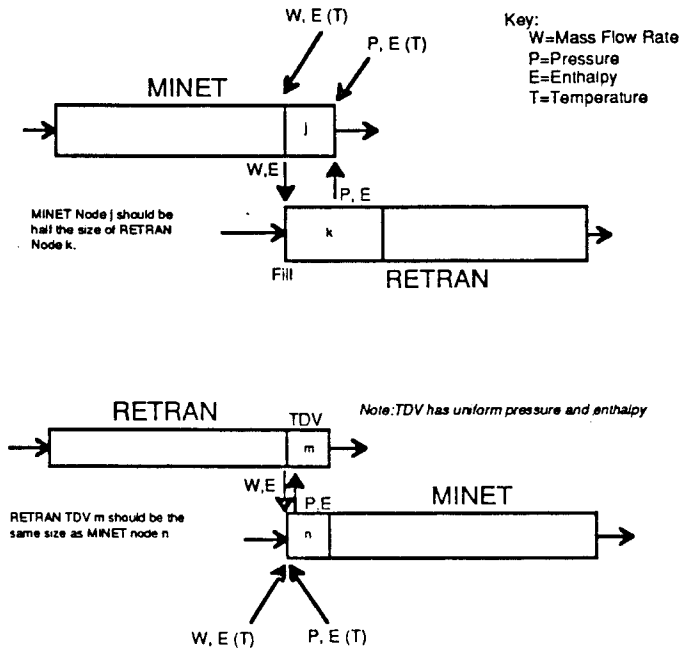 Key:
W=Mass Flow Rate
P=Pressure
E=Enthalpy
T=Temperature
W, E (T)
P, E (T)
MINET
j
W,E
P, E
MINET Node j should be
half the size of RETRAN
Node k.
k
Fill
RETRAN
RETRAN
TDV
Note:TDV has uniform pressure and enthalpy
m
W,E
P,E
MINET
RETRAN TDV m should be the
same size as MINET node n
n
W, E (T)
P, E (T)